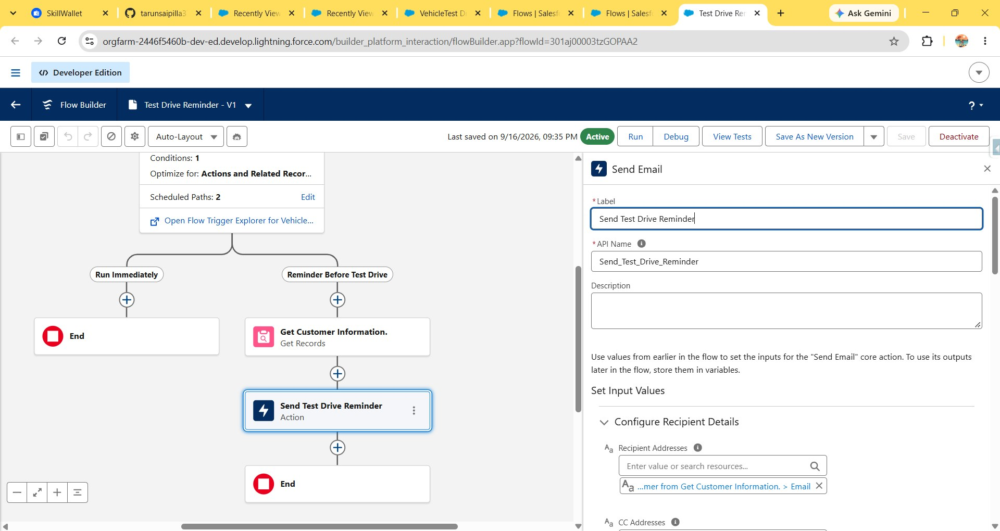 SkillWallet
tarunsaipilla3
Recently View
Recently View
VehicleTest D
Flows | Salesf
Flows | Salesfo
Test Drive Rer
Ask Gemini
orgfarm-2446f5460b-dev-ed.develop.lightning.force.com/builder_platform_interaction/flowBuilder.app?flowId=301aj00003tzGOPAA2
Developer Edition
Flow Builder
Test Drive Reminder - V1
?
Auto-Layout
Last saved on 9/16/2026, 09:35 PM
Active
Run
Debug
View Tests
Save As New Version
Save
Deactivate
Conditions: 1
Optimize for: Actions and Related Recor...
Scheduled Paths: 2
Edit
Open Flow Trigger Explorer for Vehicle...
Run Immediately
Reminder Before Test Drive
End
Get Customer Information.
Get Records
Send Test Drive Reminder
Action
End
Send Email
* Label
Send Test Drive Reminder
* API Name
Send_Test_Drive_Reminder
Description
Use values from earlier in the flow to set the inputs for the "Send Email" core action. To use its outputs
later in the flow, store them in variables.
Set Input Values
Configure Recipient Details
Aa Recipient Addresses
Enter value or search resources...
Aa ...mer from Get Customer Information. > Email
Aa CC Addresses